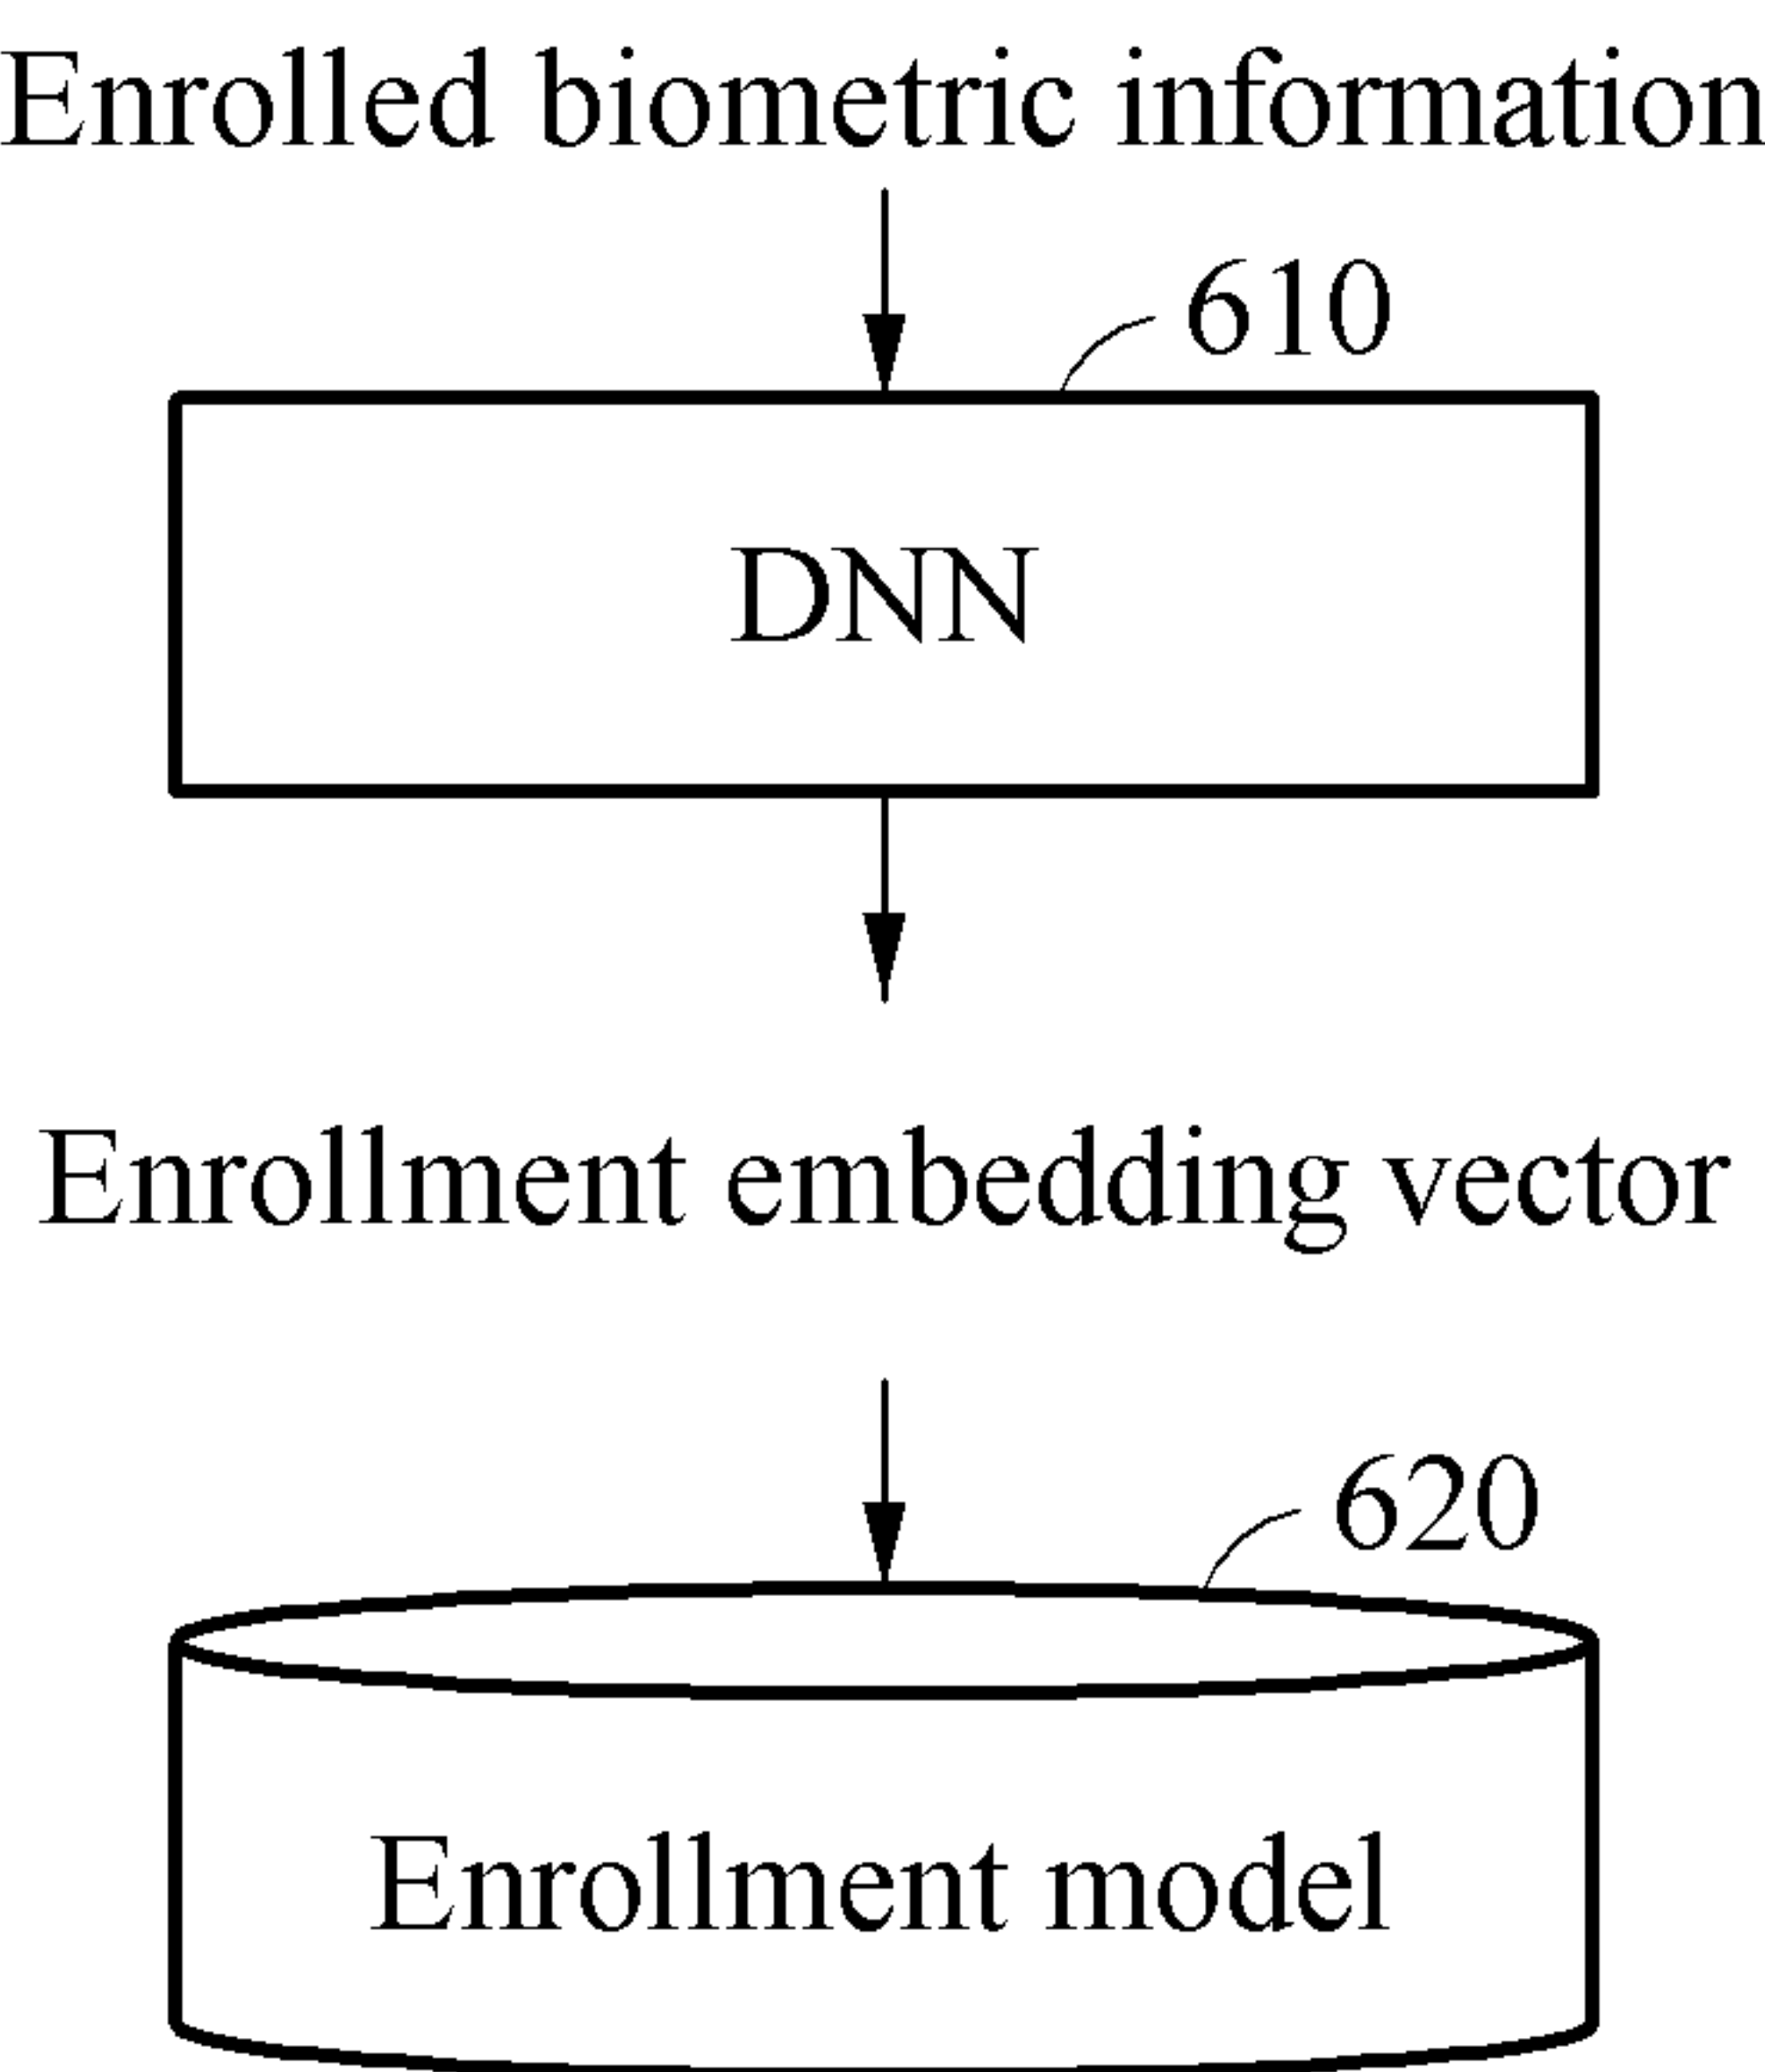 Enrolled biometric information
610
DNN
Enrollment embedding vector
620
Enrollment model